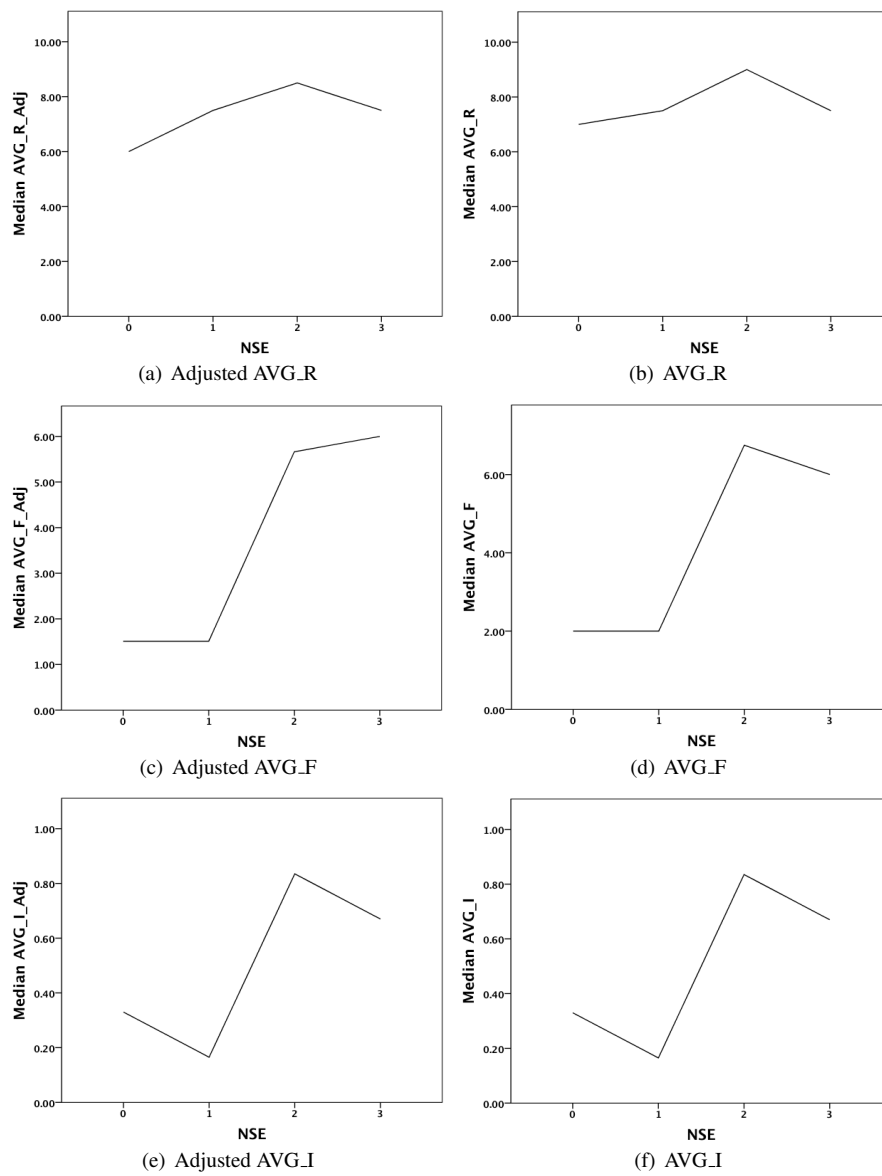 10.00
8.00
6.00
4.00
2.00
0.00
Median AVG_R_Adj
0 1 2 3
NSE
(a) Adjusted AVG_R
10.00
8.00
6.00
4.00
2.00
0.00
Median AVG_R
0 1 2 3
NSE
(b) AVG_R
6.00
5.00
4.00
3.00
2.00
1.00
0.00
Median AVG_F_Adj
0 1 2 3
NSE
(c) Adjusted AVG_F
6.00
4.00
2.00
0.00
Median AVG_F
0 1 2 3
NSE
(d) AVG_F
1.00
0.80
0.60
0.40
0.20
0.00
Median AVG_I_Adj
0 1 2 3
NSE
(e) Adjusted AVG_I
1.00
0.80
0.60
0.40
0.20
0.00
Median AVG_I
0 1 2 3
NSE
(f) AVG_I